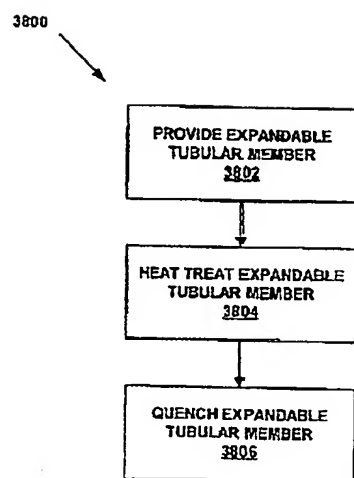 3800
PROVIDE EXPANDABLE
TUBULAR MEMBER
3802
HEAT TREAT EXPANDABLE
TUBULAR MEMBER
3804
QUENCH EXPANDABLE
TUBULAR MEMBER
3806